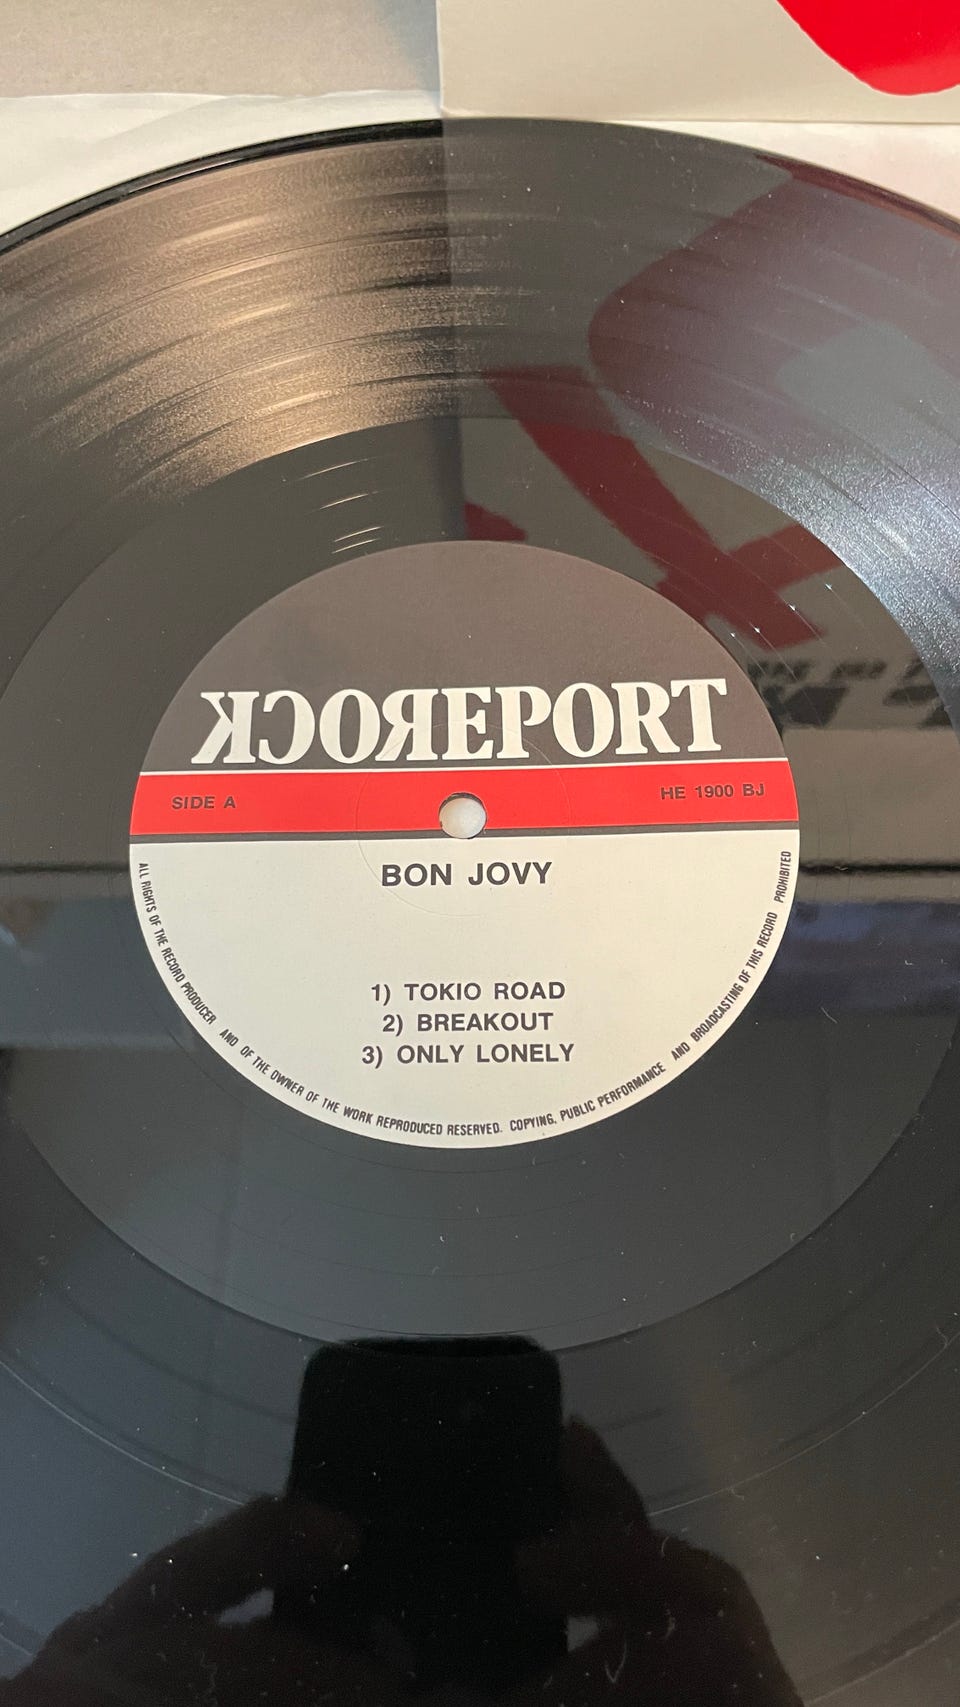 ROCKREPORT
SIDE A
HE 1900 BJ
BON JOVY
1) TOKIO ROAD
2) BREAKOUT
3) ONLY LONELY
ALL RIGHTS OF THE RECORD PRODUCER AND OF THE OWNER OF THE WORK REPRODUCED RESERVED. COPYING, PUBLIC PERFORMANCE AND BROADCASTING OF THIS RECORD PROHIBITED